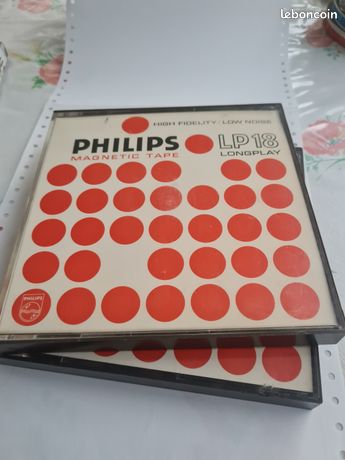 leboncoin
HIGH FIDELITY / LOW NOISE
PHILIPS LP 18
MAGNETIC TAPE LONGPLAY
PHILIPS